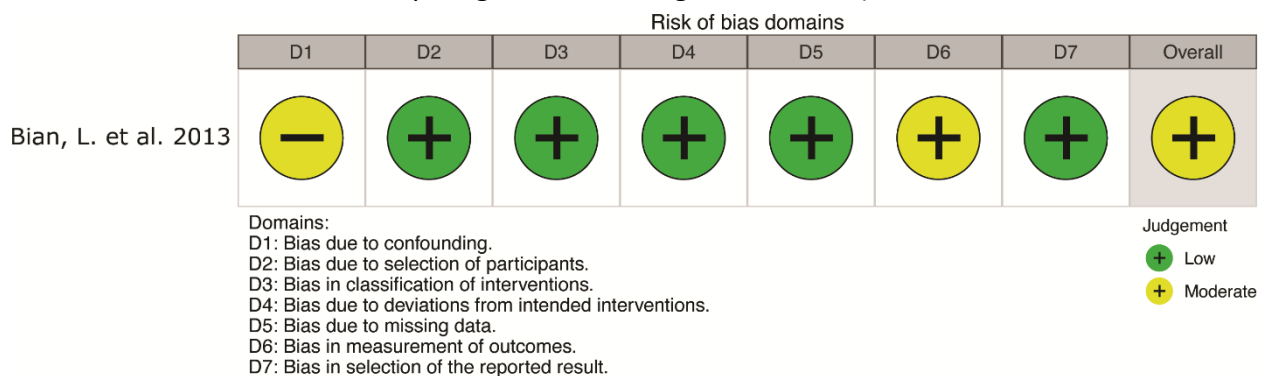 Risk of bias domains
D1 D2 D3 D4 D5 D6 D7 Overall
Bian, L. et al. 2013 − + + + + + + +
Domains:
D1: Bias due to confounding.
D2: Bias due to selection of participants.
D3: Bias in classification of interventions.
D4: Bias due to deviations from intended interventions.
D5: Bias due to missing data.
D6: Bias in measurement of outcomes.
D7: Bias in selection of the reported result.
Judgement
+ Low
+ Moderate